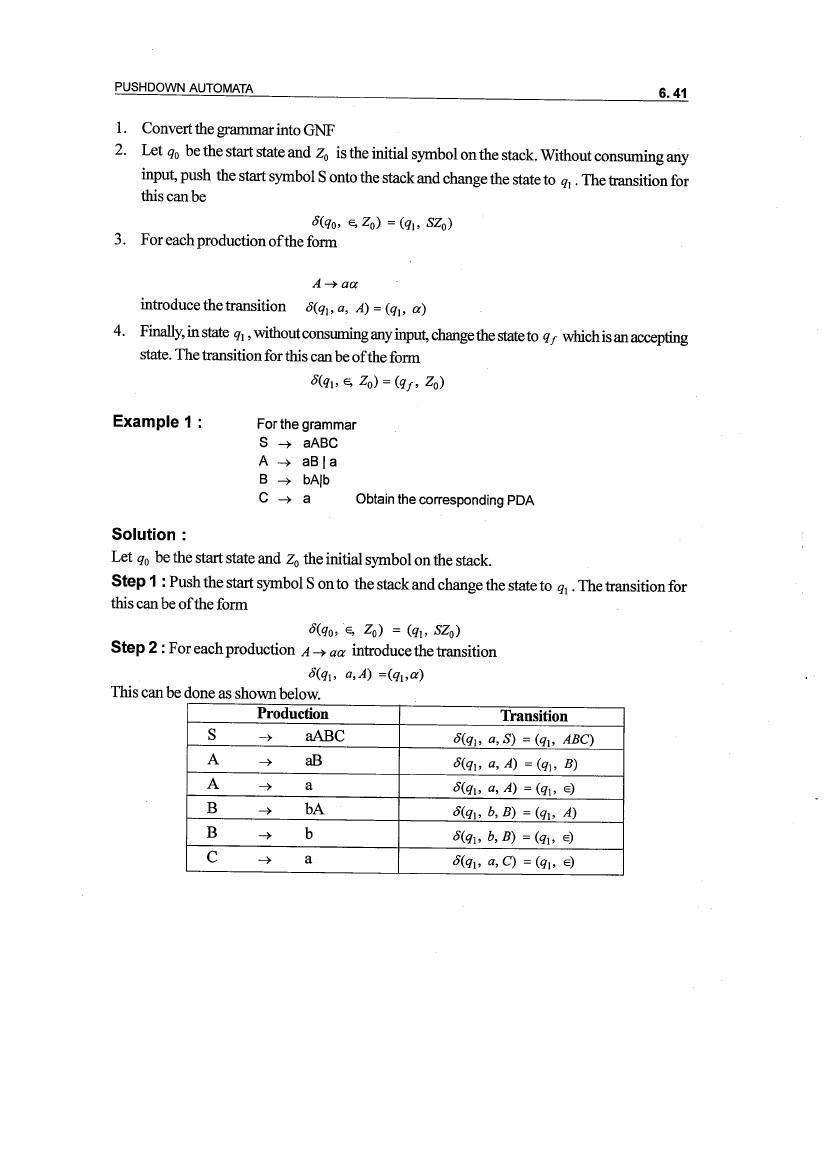 PUSHDOWN AUTOMATA 6. 41
1. Convert the grammar into GNF
2. Let q₀ be the start state and Z₀ is the initial symbol on the stack. Without consuming any
input, push the start symbol S onto the stack and change the state to q₁ . The transition for
this can be
δ(q₀, ∈, Z₀) = (q₁, SZ₀)
3. For each production of the form
A → aα
introduce the transition δ(q₁, a, A) = (q₁, α)
4. Finally, in state q₁ , without consuming any input, change the state to q_f which is an accepting
state. The transition for this can be of the form
δ(q₁, ∈, Z₀) = (q_f, Z₀)
Example 1 : For the grammar
S → aABC
A → aB | a
B → bA|b
C → a Obtain the corresponding PDA
Solution :
Let q₀ be the start state and Z₀ the initial symbol on the stack.
Step 1 : Push the start symbol S on to the stack and change the state to q₁ . The transition for
this can be of the form
δ(q₀, ∈, Z₀) = (q₁, SZ₀)
Step 2 : For each production A → aα introduce the transition
δ(q₁, a, A) =(q₁,α)
This can be done as shown below.
Production Transition
S → aABC δ(q₁, a, S) = (q₁, ABC)
A → aB δ(q₁, a, A) = (q₁, B)
A → a δ(q₁, a, A) = (q₁, ∈)
B → bA δ(q₁, b, B) = (q₁, A)
B → b δ(q₁, b, B) = (q₁, ∈)
C → a δ(q₁, a, C) = (q₁, ∈)